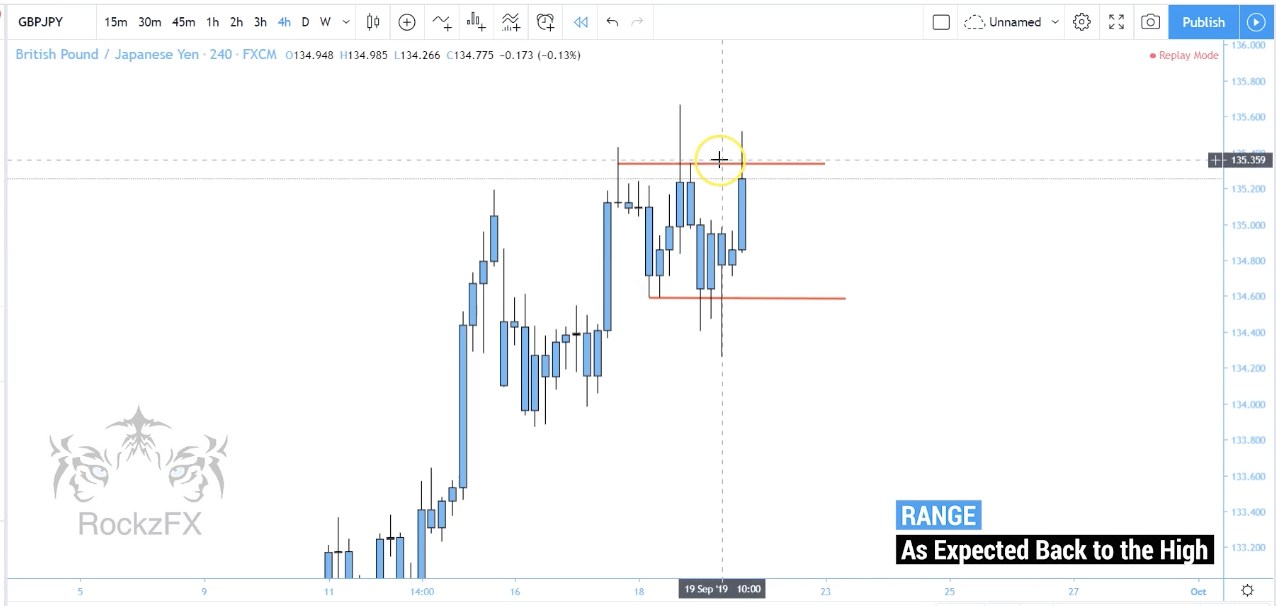 GBPJPY 15m 30m 45m 1h 2h 3h 4h D W Unnamed Publish
British Pound / Japanese Yen · 240 · FXCM O134.948 H134.985 L134.266 C134.775 −0.173 (−0.13%)
Replay Mode
136.000
135.800
135.600
135.359
135.200
135.000
134.800
134.600
134.400
134.200
134.000
133.800
133.600
133.400
133.200
RockzFX
RANGE
As Expected Back to the High
5 9 11 14:00 16 18 19 Sep '19 10:00 23 25 27 Oct